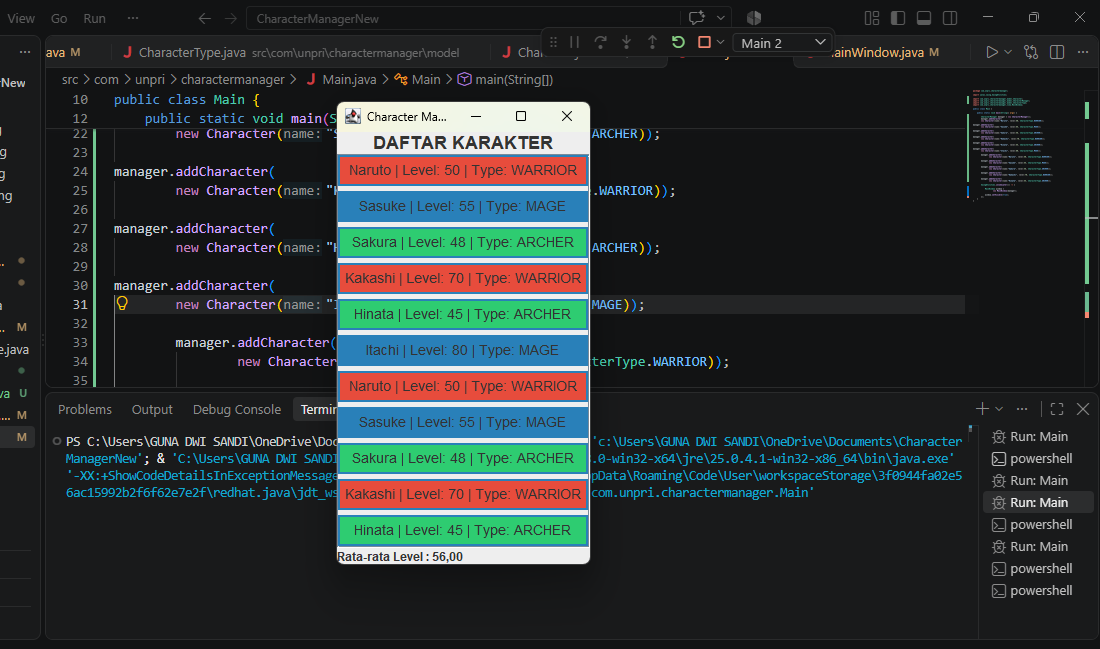 View Go Run ··· CharacterManagerNew
ava M CharacterType.java src\com\unpri\charactermanager\model Main 2 ainWindow.java M
src > com > unpri > charactermanager > Main.java > Main > main(String[])
10 public class Main {
12 public static void main(S
22 new Character(name: "S ARCHER));
23
24 manager.addCharacter(
25 new Character(name: .WARRIOR));
26
27 manager.addCharacter(
28 new Character(name: ARCHER));
29
30 manager.addCharacter(
31 new Character(name: MAGE));
32
33 manager.addCharacter(
34 new Character cterType.WARRIOR));
35
Character Ma...
DAFTAR KARAKTER
Naruto | Level: 50 | Type: WARRIOR
Sasuke | Level: 55 | Type: MAGE
Sakura | Level: 48 | Type: ARCHER
Kakashi | Level: 70 | Type: WARRIOR
Hinata | Level: 45 | Type: ARCHER
Itachi | Level: 80 | Type: MAGE
Naruto | Level: 50 | Type: WARRIOR
Sasuke | Level: 55 | Type: MAGE
Sakura | Level: 48 | Type: ARCHER
Kakashi | Level: 70 | Type: WARRIOR
Hinata | Level: 45 | Type: ARCHER
Rata-rata Level : 56,00
Problems Output Debug Console Termin
PS C:\Users\GUNA DWI SANDI\OneDrive\Doc 'c:\Users\GUNA DWI SANDI\OneDrive\Documents\Character
ManagerNew'; & 'C:\Users\GUNA DWI SAND .0-win32-x64\jre\25.0.4.1-win32-x86_64\bin\java.exe'
'-XX:+ShowCodeDetailsInExceptionMessage pData\Roaming\Code\User\workspaceStorage\3f0944fa02e5
6ac15992b2f6f62e7e2f\redhat.java\jdt_ws com.unpri.charactermanager.Main'
Run: Main
powershell
Run: Main
Run: Main
powershell
Run: Main
powershell
powershell